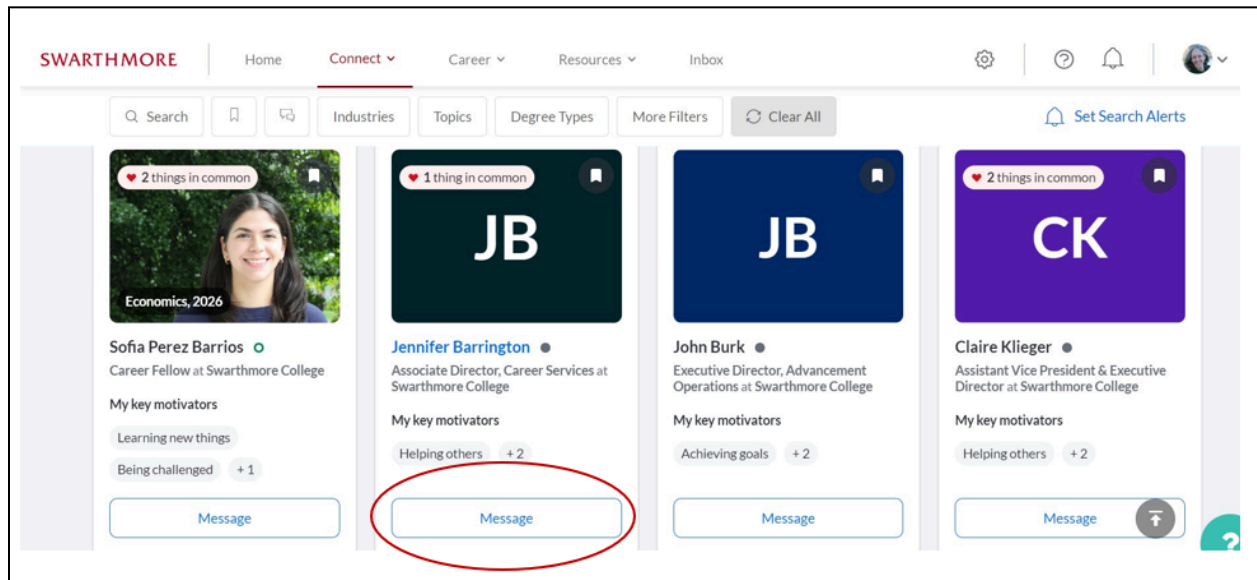 SWARTHMORE
Home
Connect
Career
Resources
Inbox
Search
Industries
Topics
Degree Types
More Filters
Clear All
Set Search Alerts
2 things in common
Economics, 2026
Sofia Perez Barrios
Career Fellow at Swarthmore College
My key motivators
Learning new things
Being challenged
+ 1
Message
1 thing in common
JB
Jennifer Barrington
Associate Director, Career Services at
Swarthmore College
My key motivators
Helping others
+ 2
Message
JB
John Burk
Executive Director, Advancement
Operations at Swarthmore College
My key motivators
Achieving goals
+ 2
Message
2 things in common
CK
Claire Klieger
Assistant Vice President & Executive
Director at Swarthmore College
My key motivators
Helping others
+ 2
Message
?